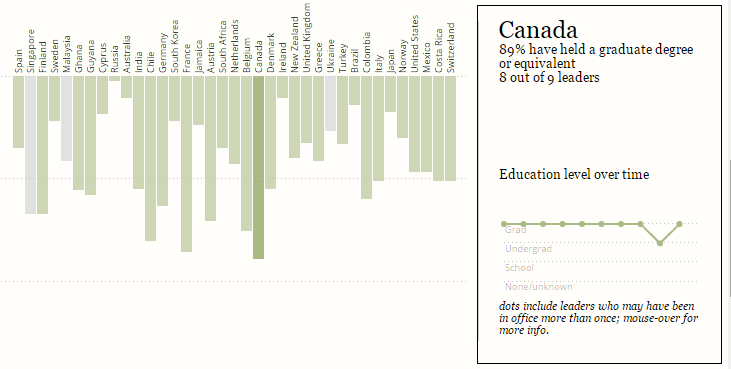 Spain
Singapore
Finland
Sweden
Malaysia
Ghana
Guyana
Cyprus
Russia
Australia
India
Chile
Germany
South Korea
France
Jamaica
Austria
South Africa
Netherlands
Belgium
Canada
Denmark
Ireland
New Zealand
United Kingdom
Greece
Ukraine
Turkey
Brazil
Colombia
Italy
Japan
Norway
United States
Mexico
Costa Rica
Switzerland
Canada
89% have held a graduate degree
or equivalent
8 out of 9 leaders
Education level over time
Grad
Undergrad
School
None/unknown
dots include leaders who may have been
in office more than once; mouse-over for
more info.